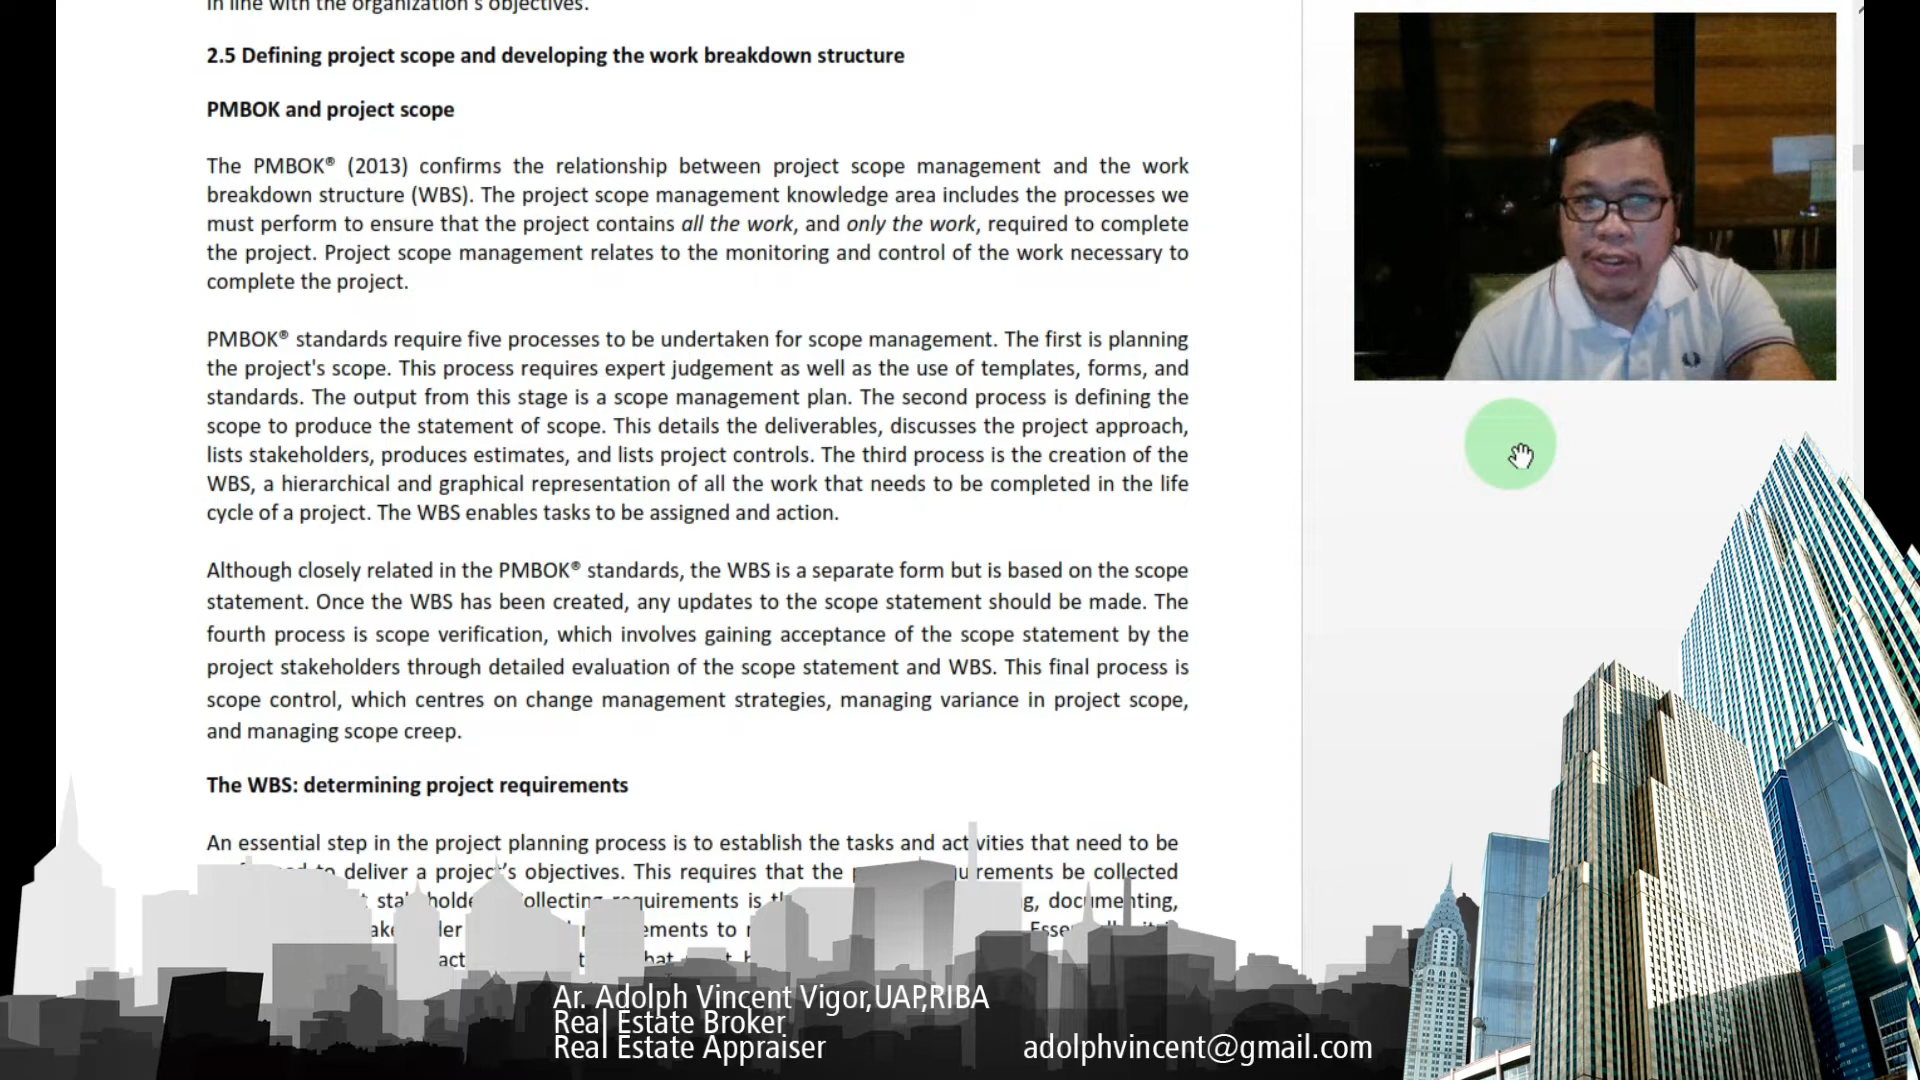 in line with the organization's objectives.
2.5 Defining project scope and developing the work breakdown structure
PMBOK and project scope
The PMBOK® (2013) confirms the relationship between project scope management and the work
breakdown structure (WBS). The project scope management knowledge area includes the processes we
must perform to ensure that the project contains all the work, and only the work, required to complete
the project. Project scope management relates to the monitoring and control of the work necessary to
complete the project.
PMBOK® standards require five processes to be undertaken for scope management. The first is planning
the project's scope. This process requires expert judgement as well as the use of templates, forms, and
standards. The output from this stage is a scope management plan. The second process is defining the
scope to produce the statement of scope. This details the deliverables, discusses the project approach,
lists stakeholders, produces estimates, and lists project controls. The third process is the creation of the
WBS, a hierarchical and graphical representation of all the work that needs to be completed in the life
cycle of a project. The WBS enables tasks to be assigned and action.
Although closely related in the PMBOK® standards, the WBS is a separate form but is based on the scope
statement. Once the WBS has been created, any updates to the scope statement should be made. The
fourth process is scope verification, which involves gaining acceptance of the scope statement by the
project stakeholders through detailed evaluation of the scope statement and WBS. This final process is
scope control, which centres on change management strategies, managing variance in project scope,
and managing scope creep.
The WBS: determining project requirements
An essential step in the project planning process is to establish the tasks and activities that need to be
to deliver a project's objectives. This requires that the be collected
requirements is documenting,
to
Ar. Adolph Vincent Vigor,UAP,RIBA
Real Estate Broker
Real Estate Appraiser
adolphvincent@gmail.com